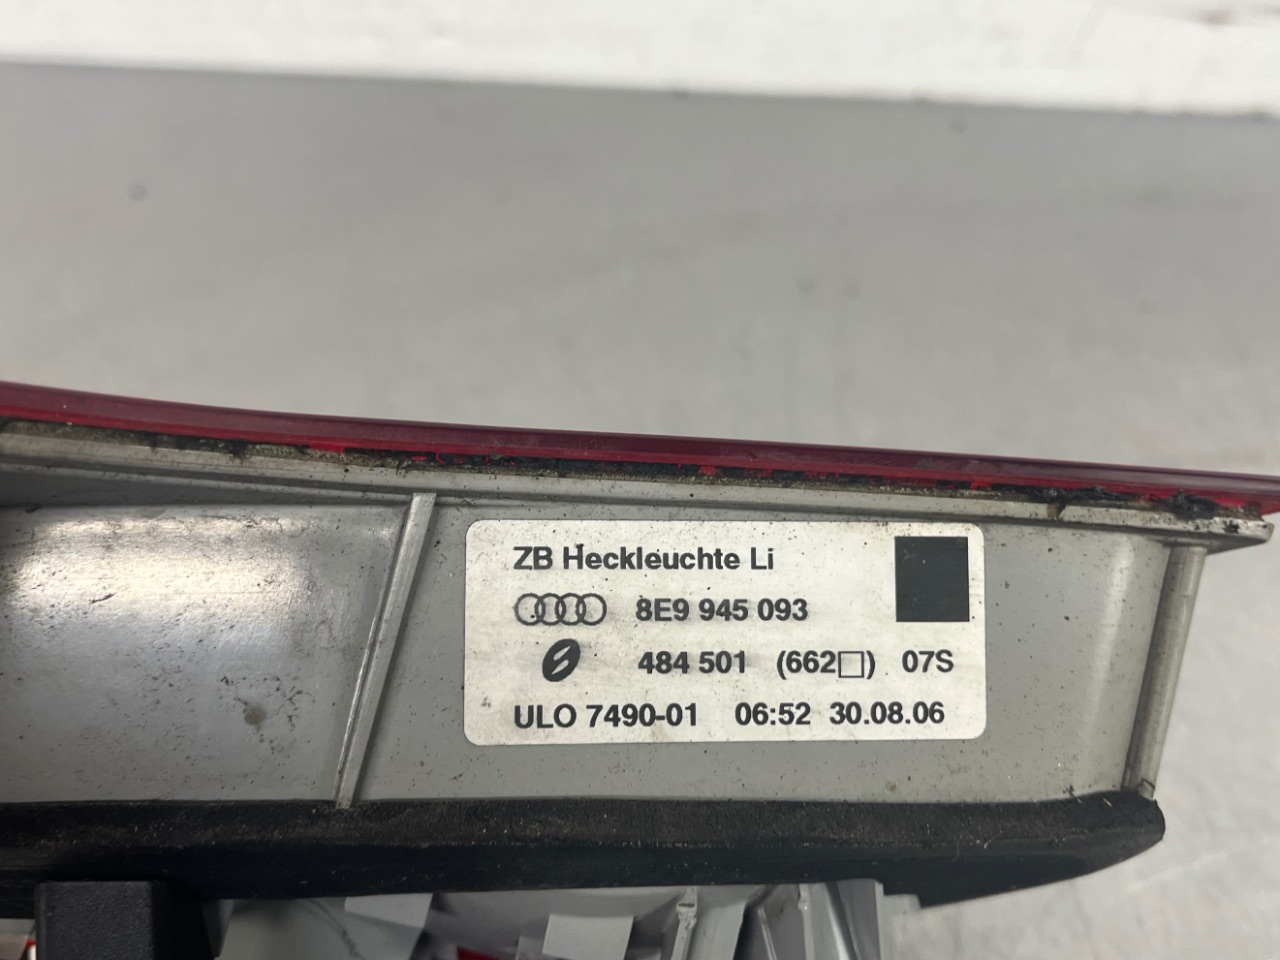 ZB Heckleuchte Li
8E9 945 093
484 501 (662□) 07S
ULO 7490-01 06:52 30.08.06